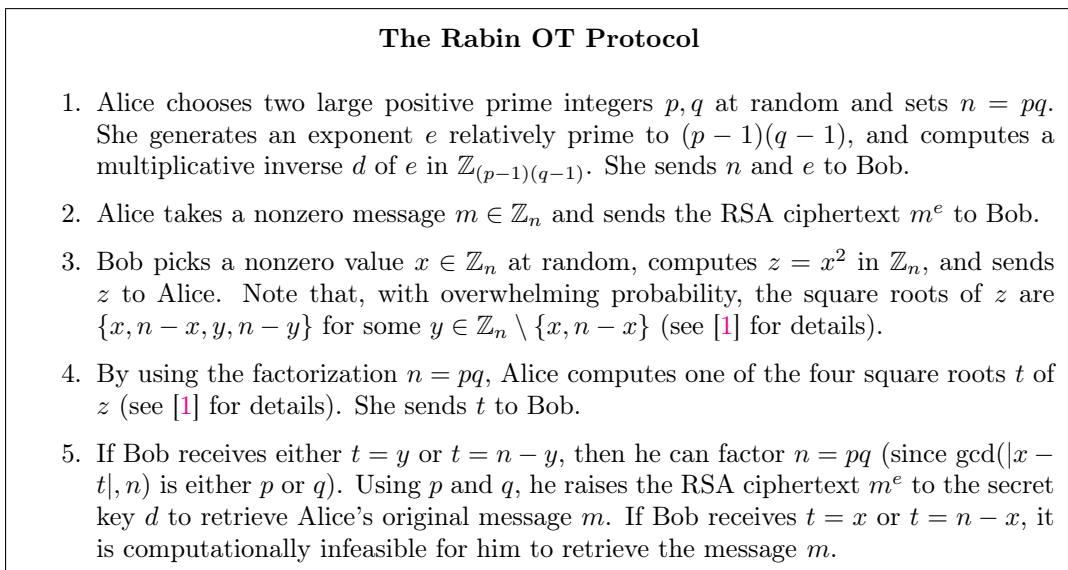 The Rabin OT Protocol
1. Alice chooses two large positive prime integers p, q at random and sets n = pq.
She generates an exponent e relatively prime to (p − 1)(q − 1), and computes a
multiplicative inverse d of e in ℤ₍ₚ₋₁₎₍q₋₁₎. She sends n and e to Bob.
2. Alice takes a nonzero message m ∈ ℤₙ and sends the RSA ciphertext mᵉ to Bob.
3. Bob picks a nonzero value x ∈ ℤₙ at random, computes z = x² in ℤₙ, and sends
z to Alice. Note that, with overwhelming probability, the square roots of z are
{x, n − x, y, n − y} for some y ∈ ℤₙ \ {x, n − x} (see [1] for details).
4. By using the factorization n = pq, Alice computes one of the four square roots t of
z (see [1] for details). She sends t to Bob.
5. If Bob receives either t = y or t = n − y, then he can factor n = pq (since gcd(|x −
t|, n) is either p or q). Using p and q, he raises the RSA ciphertext mᵉ to the secret
key d to retrieve Alice's original message m. If Bob receives t = x or t = n − x, it
is computationally infeasible for him to retrieve the message m.